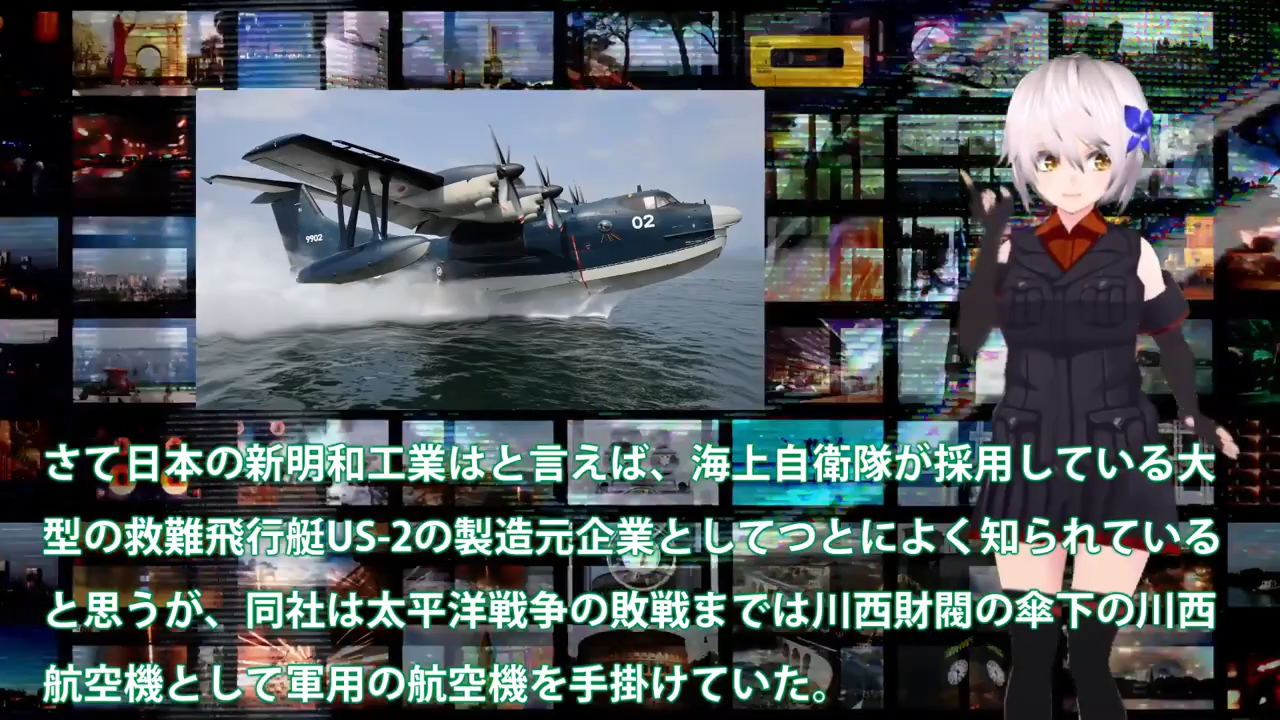 02
9902
さて日本の新明和工業はと言えば、海上自衛隊が採用している大
型の救難飛行艇US-2の製造元企業としてつとによく知られている
と思うが、同社は太平洋戦争の敗戦までは川西財閥の傘下の川西
航空機として軍用の航空機を手掛けていた。